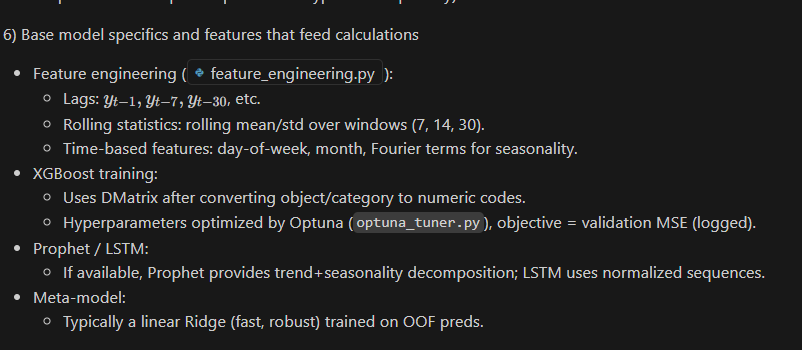 6) Base model specifics and features that feed calculations
• Feature engineering ( feature_engineering.py ):
◦ Lags: yₜ₋₁, yₜ₋₇, yₜ₋₃₀, etc.
◦ Rolling statistics: rolling mean/std over windows (7, 14, 30).
◦ Time-based features: day-of-week, month, Fourier terms for seasonality.
• XGBoost training:
◦ Uses DMatrix after converting object/category to numeric codes.
◦ Hyperparameters optimized by Optuna (optuna_tuner.py), objective = validation MSE (logged).
• Prophet / LSTM:
◦ If available, Prophet provides trend+seasonality decomposition; LSTM uses normalized sequences.
• Meta-model:
◦ Typically a linear Ridge (fast, robust) trained on OOF preds.